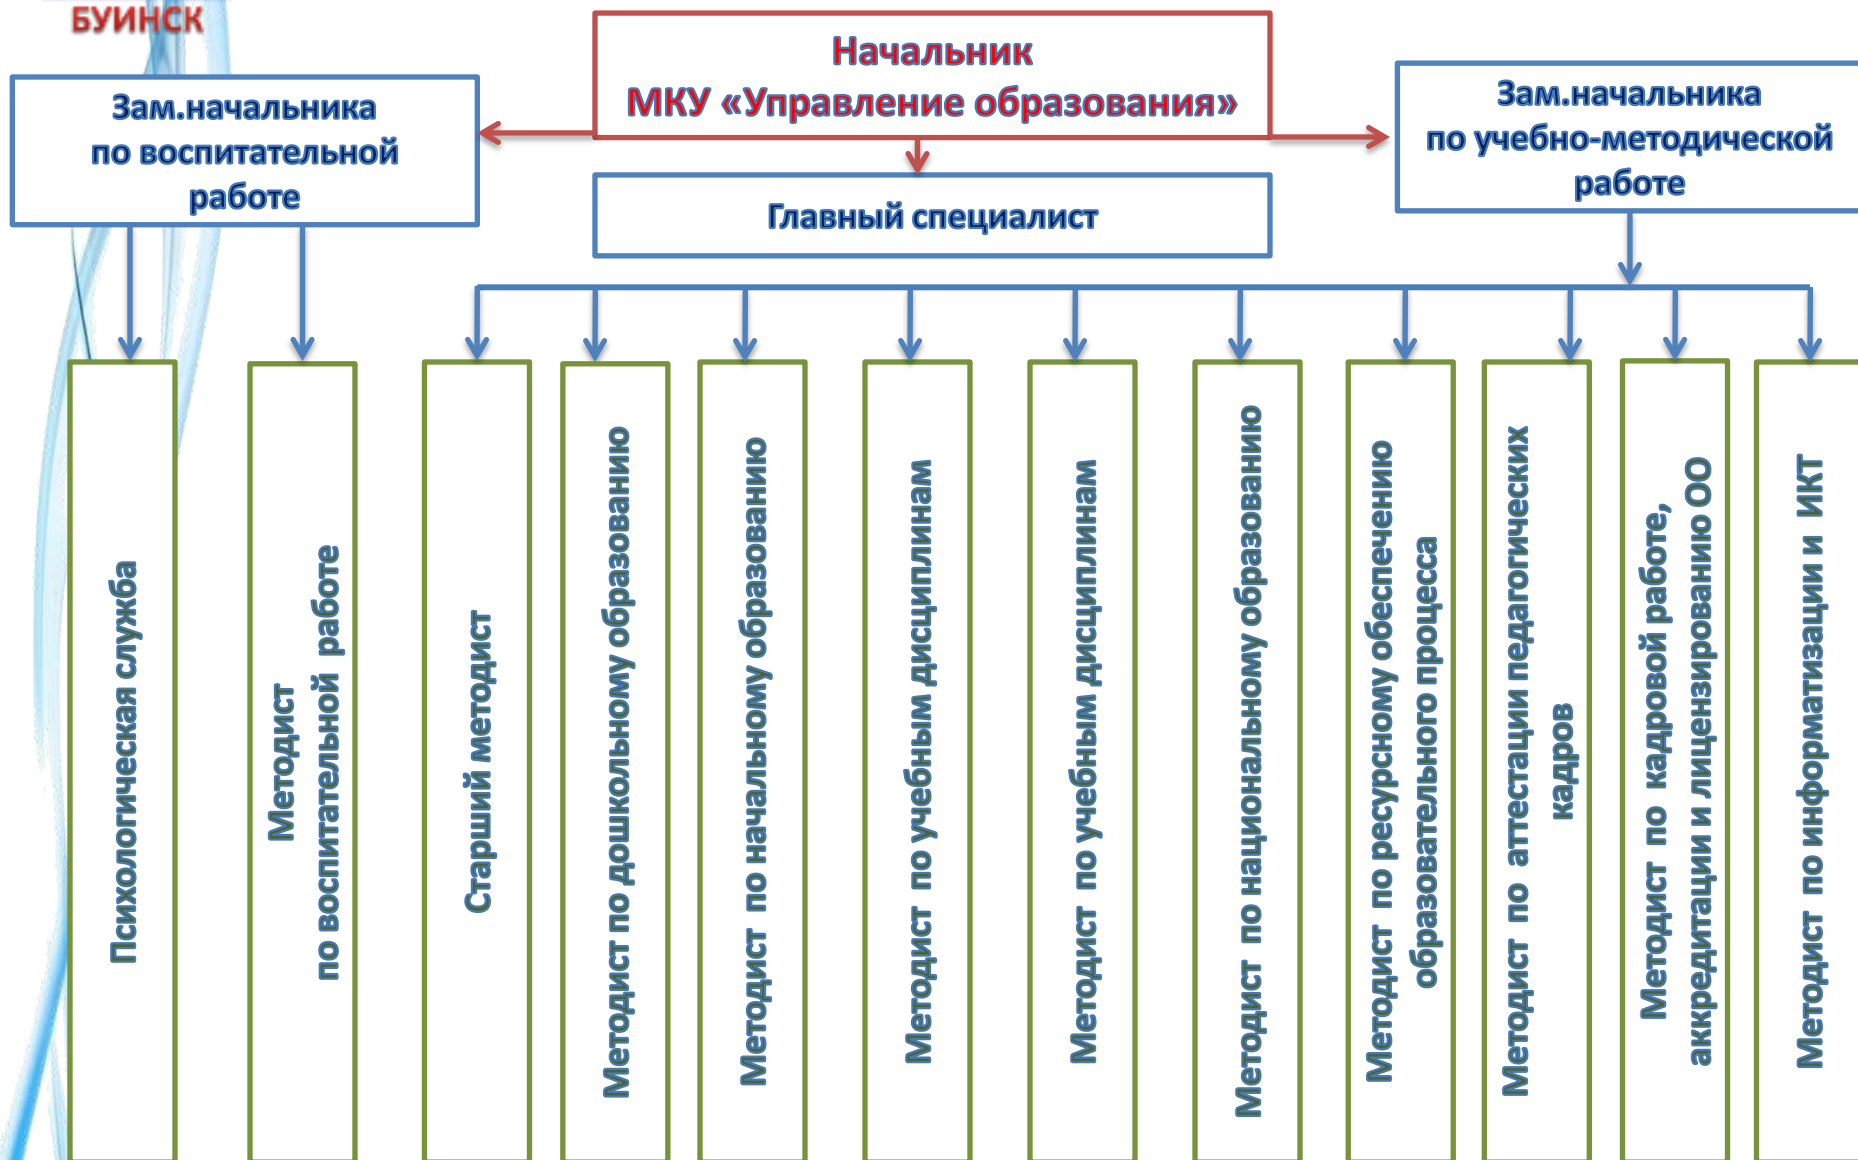 БУИНСК
Начальник
МКУ «Управление образования»
Зам.начальника
по воспитательной
работе
Зам.начальника
по учебно-методической
работе
Главный специалист
Психологическая служба
Методист
по воспитательной работе
Старший методист
Методист по дошкольному образованию
Методист по начальному образованию
Методист по учебным дисциплинам
Методист по учебным дисциплинам
Методист по национальному образованию
Методист по ресурсному обеспечению
образовательного процесса
Методист по аттестации педагогических
кадров
Методист по кадровой работе,
аккредитации и лицензированию ОО
Методист по информатизации и ИКТ